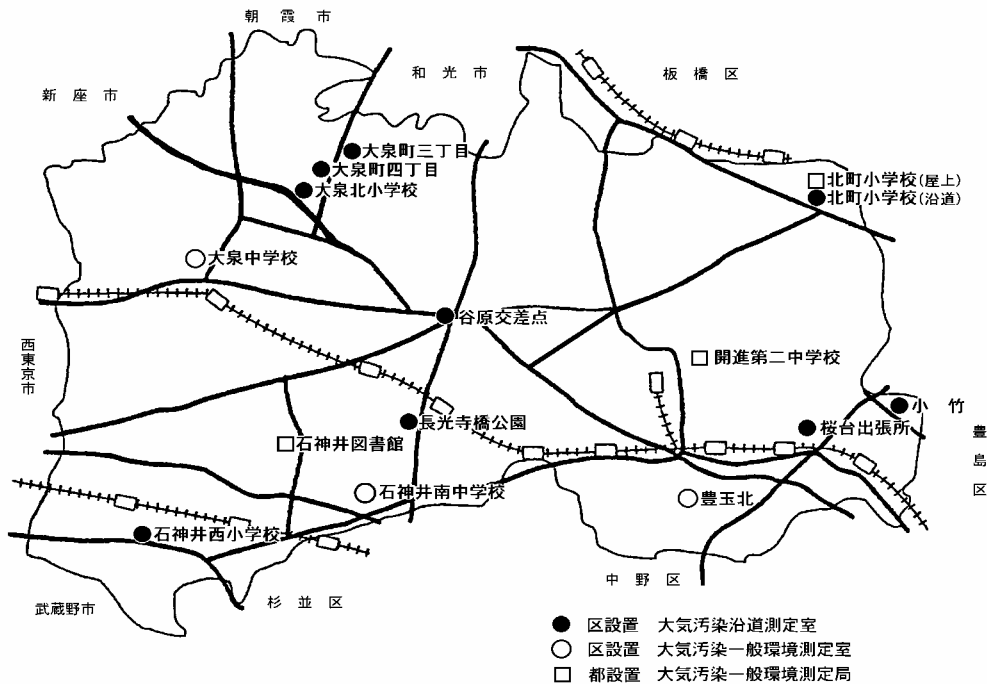 朝霞市
和光市
板橋区
新座市
大泉町三丁目
大泉町四丁目
大泉北小学校
北町小学校(屋上)
北町小学校(沿道)
大泉中学校
谷原交差点
西東京市
開進第二中学校
小竹
長光寺橋公園
桜台出張所
豊島区
石神井図書館
石神井南中学校
豊玉北
石神井西小学校
中野区
武蔵野市
杉並区
● 区設置 大気汚染沿道測定室
○ 区設置 大気汚染一般環境測定室
□ 都設置 大気汚染一般環境測定局